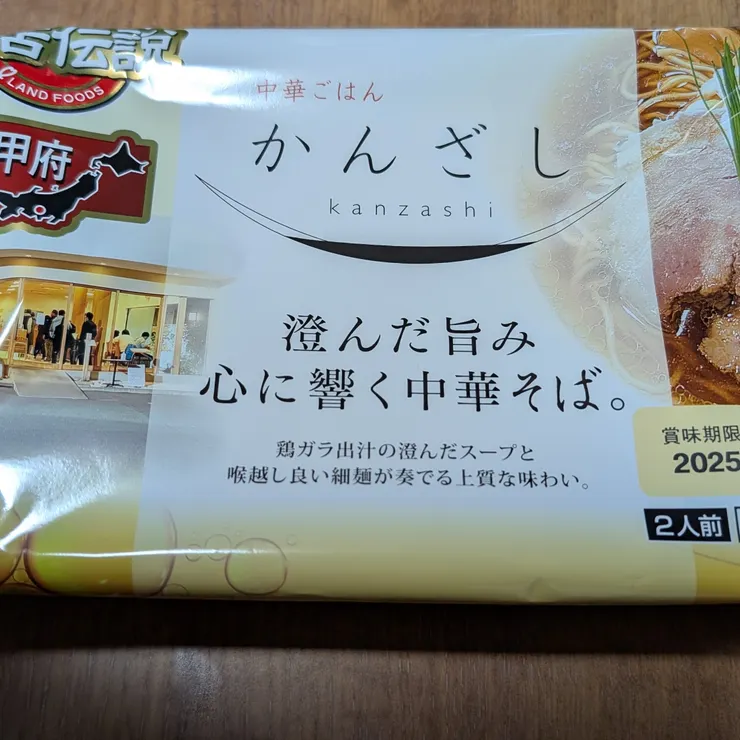 伝説
LAND FOODS
甲府
中華ごはん
かんざし
kanzashi
澄んだ旨み
心に響く中華そば。
鶏ガラ出汁の澄んだスープと
喉越し良い細麺が奏でる上質な味わい。
賞味期限
2025
2人前